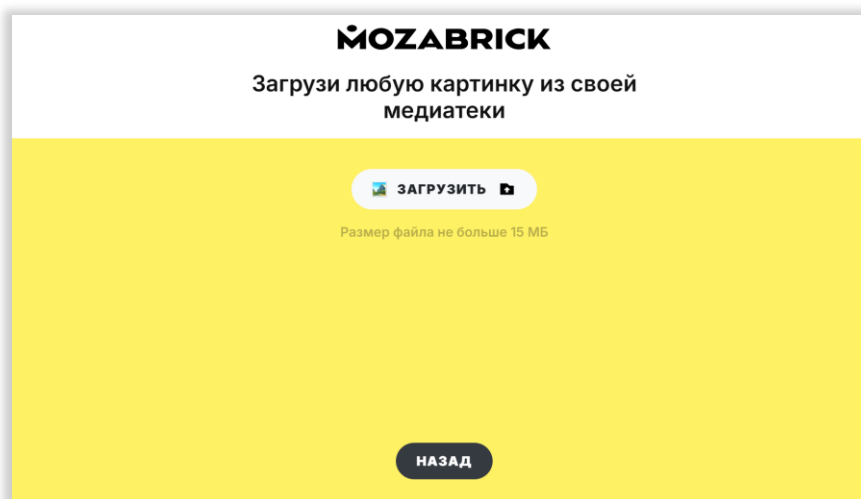 MOZABRICK
Загрузи любую картинку из своей
медиатеки
ЗАГРУЗИТЬ
Размер файла не больше 15 МБ
НАЗАД